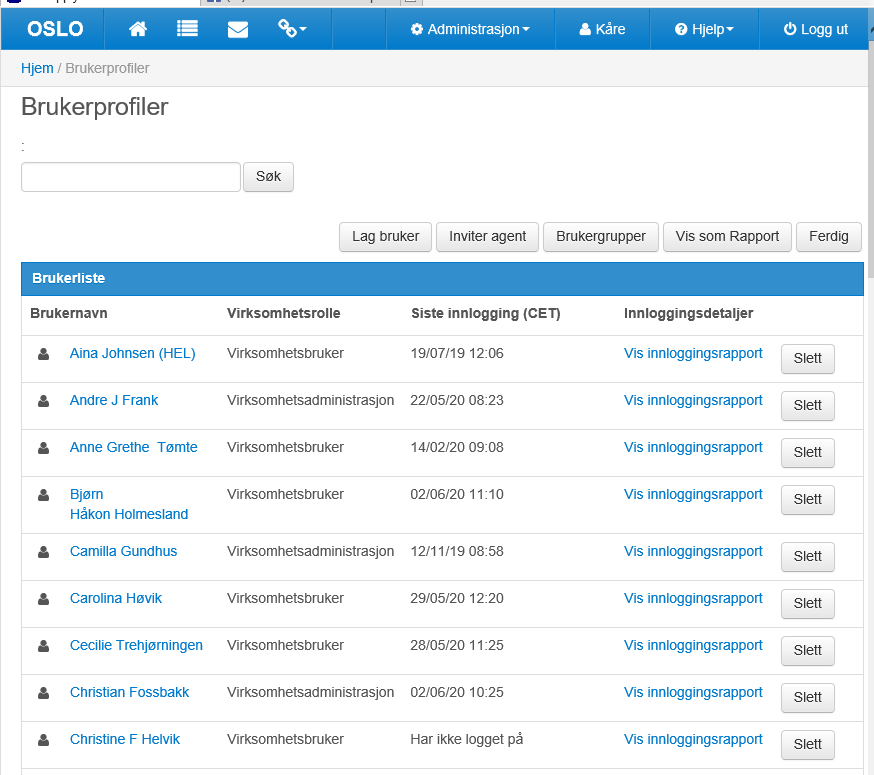 OSLO Administrasjon Kåre Hjelp Logg ut
Hjem / Brukerprofiler
Brukerprofiler
:
Søk
Lag bruker Inviter agent Brukergrupper Vis som Rapport Ferdig
Brukerliste
Brukernavn Virksomhetsrolle Siste innlogging (CET) Innloggingsdetaljer
Aina Johnsen (HEL) Virksomhetsbruker 19/07/19 12:06 Vis innloggingsrapport Slett
Andre J Frank Virksomhetsadministrasjon 22/05/20 08:23 Vis innloggingsrapport Slett
Anne Grethe Tømte Virksomhetsbruker 14/02/20 09:08 Vis innloggingsrapport Slett
Bjørn Virksomhetsbruker 02/06/20 11:10 Vis innloggingsrapport Slett
Håkon Holmesland
Camilla Gundhus Virksomhetsadministrasjon 12/11/19 08:58 Vis innloggingsrapport Slett
Carolina Høvik Virksomhetsbruker 29/05/20 12:20 Vis innloggingsrapport Slett
Cecilie Trehjørningen Virksomhetsbruker 28/05/20 11:25 Vis innloggingsrapport Slett
Christian Fossbakk Virksomhetsadministrasjon 02/06/20 10:25 Vis innloggingsrapport Slett
Christine F Helvik Virksomhetsbruker Har ikke logget på Vis innloggingsrapport Slett